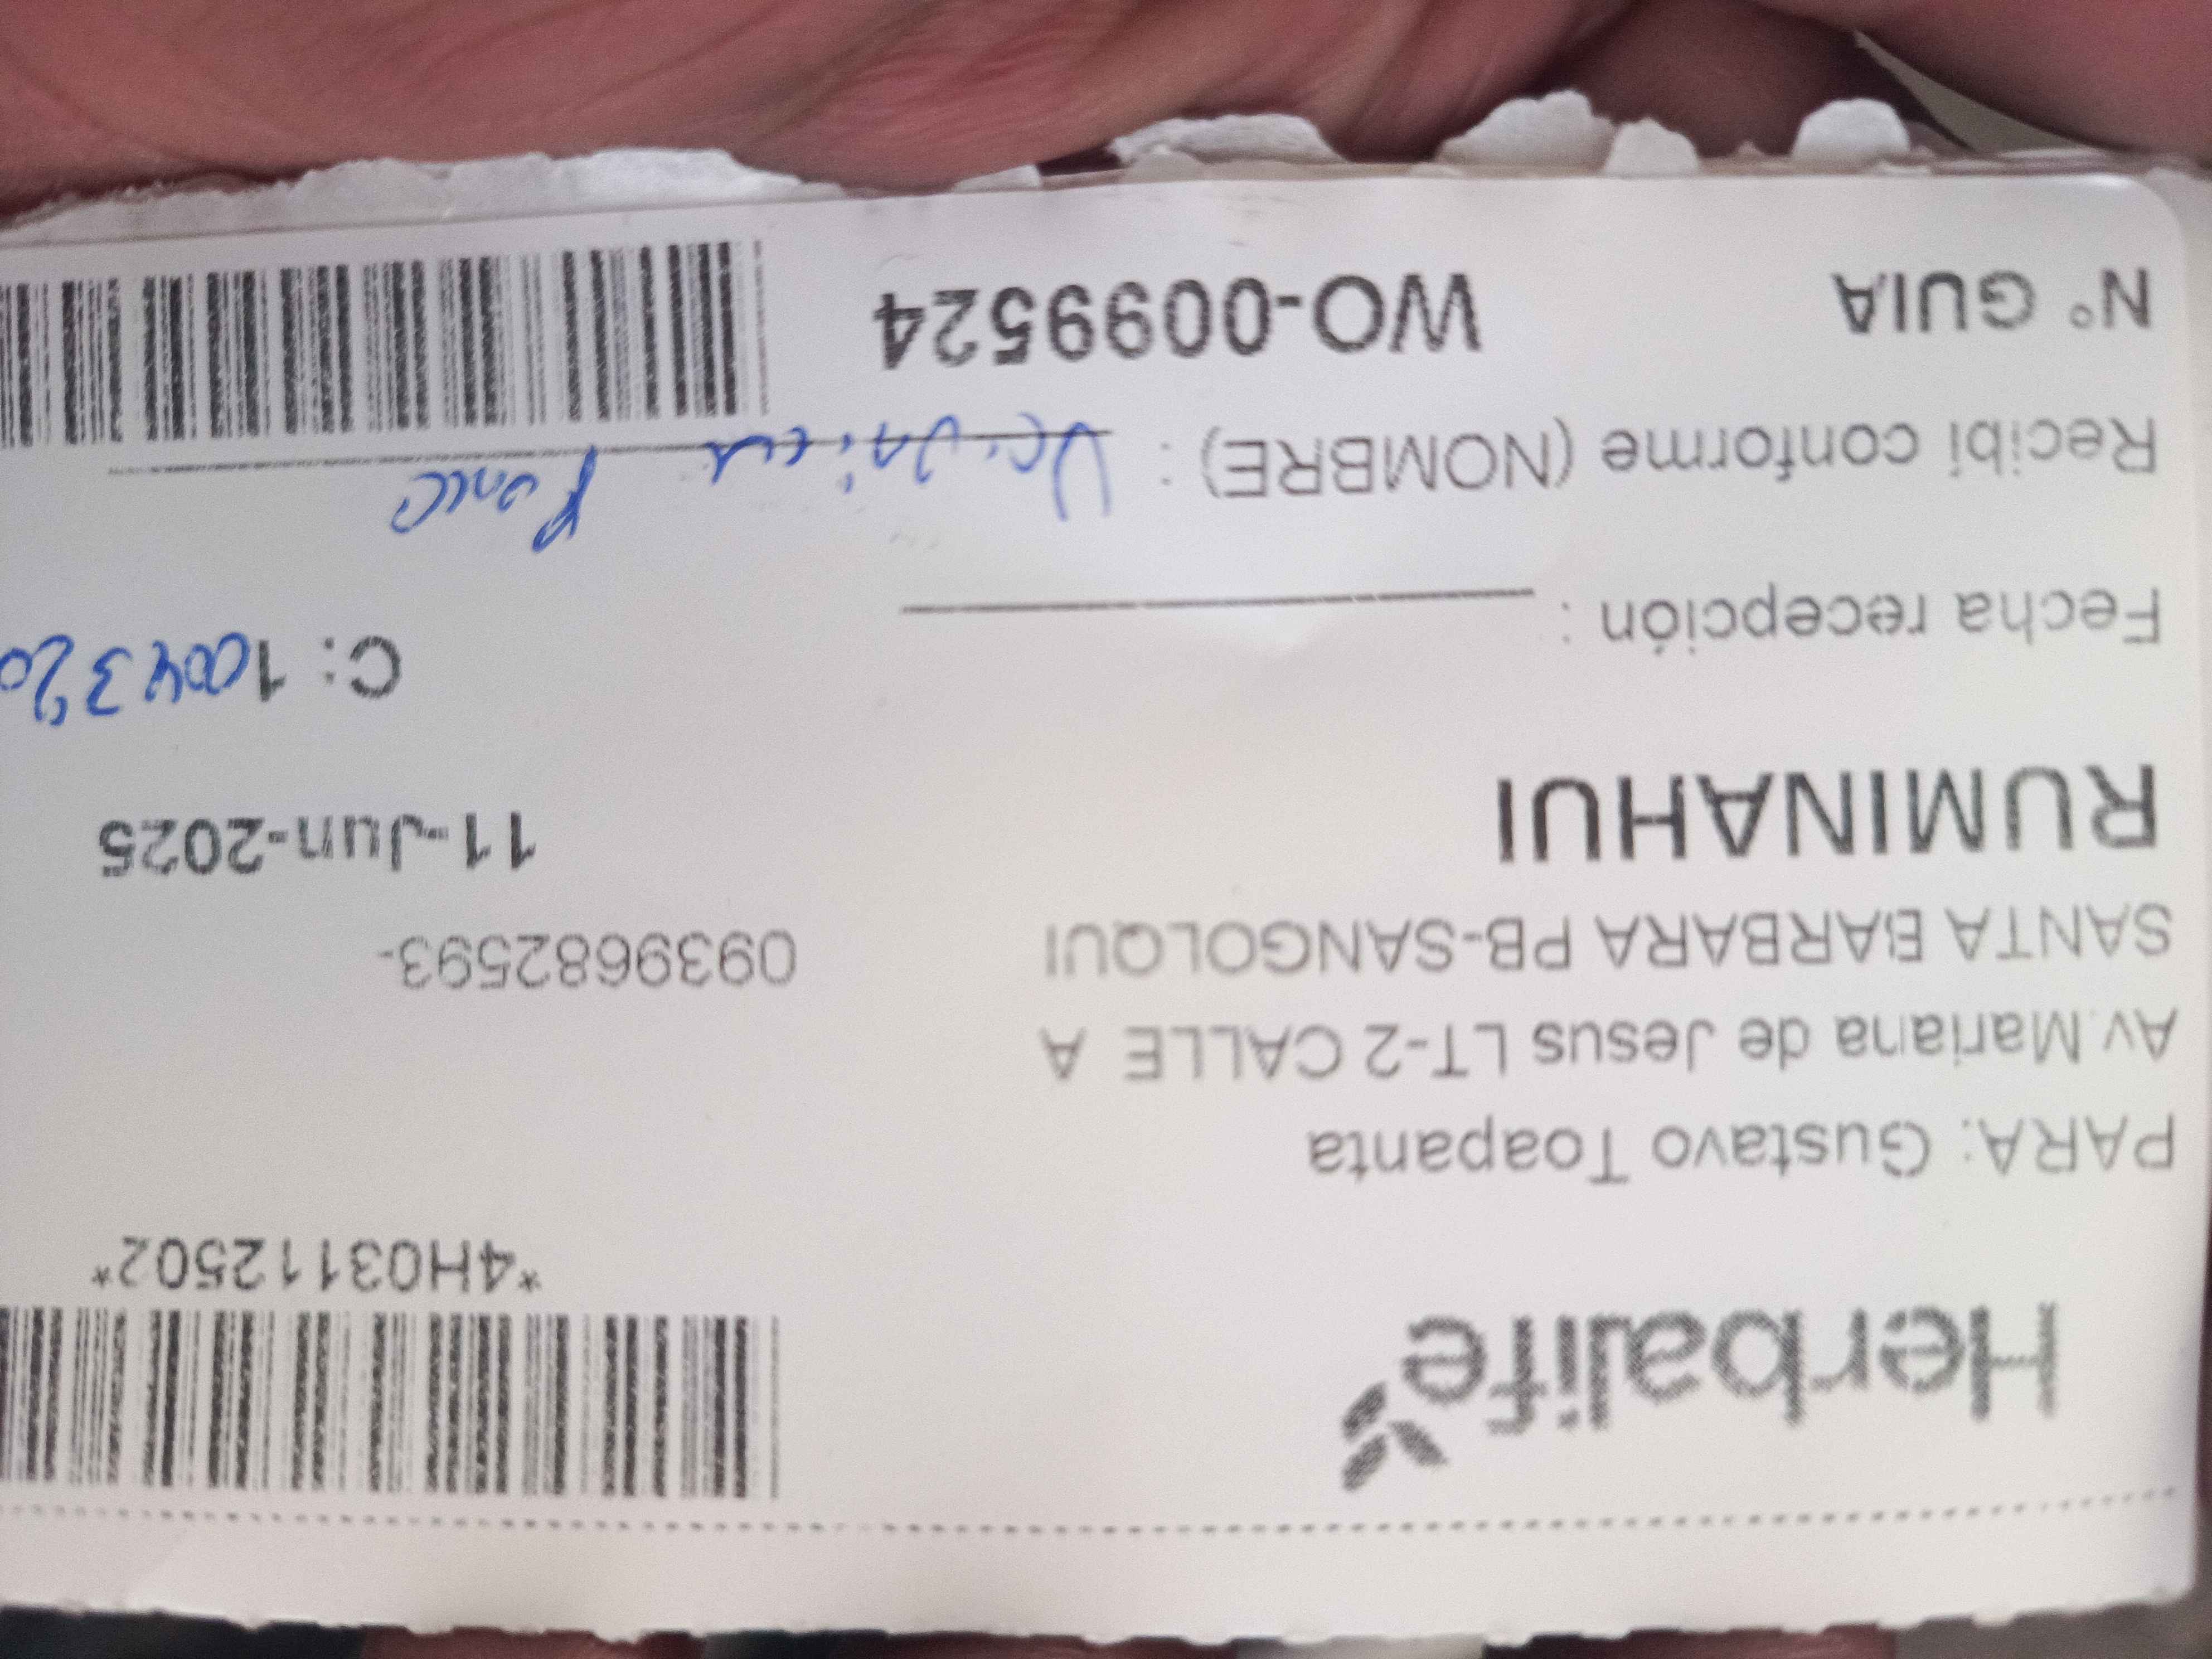 Herbalife
*4H03112502*
PARA: Gustavo Toapanta
Av.Mariana de Jesus LT-2 CALLE A
SANTA BARBARA PB-SANGOLQUI 0939682593-
RUMINAHUI 11-Jun-2025
Fecha recepción : C: 1
Recibí conforme (NOMBRE) :
N° GUIA WO-0099524